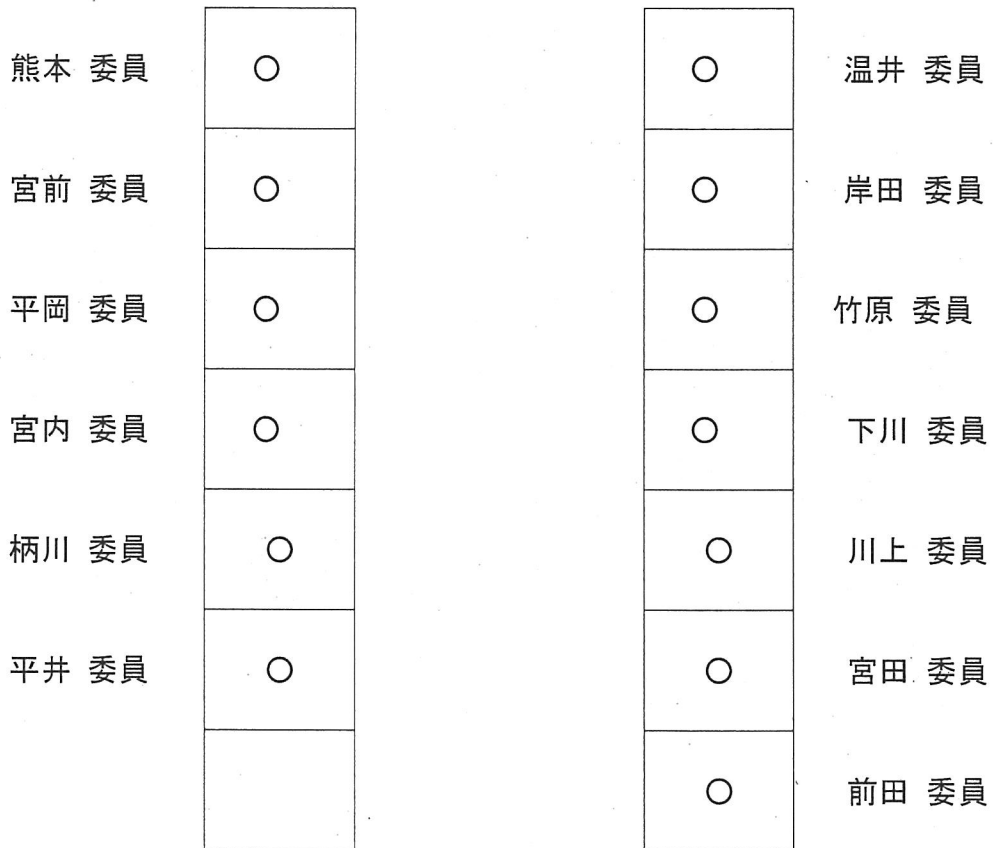 熊本 委員 ○ ○ 温井 委員
宮前 委員 ○ ○ 岸田 委員
平岡 委員 ○ ○ 竹原 委員
宮内 委員 ○ ○ 下川 委員
柄川 委員 ○ ○ 川上 委員
平井 委員 ○ ○ 宮田 委員
○ 前田 委員